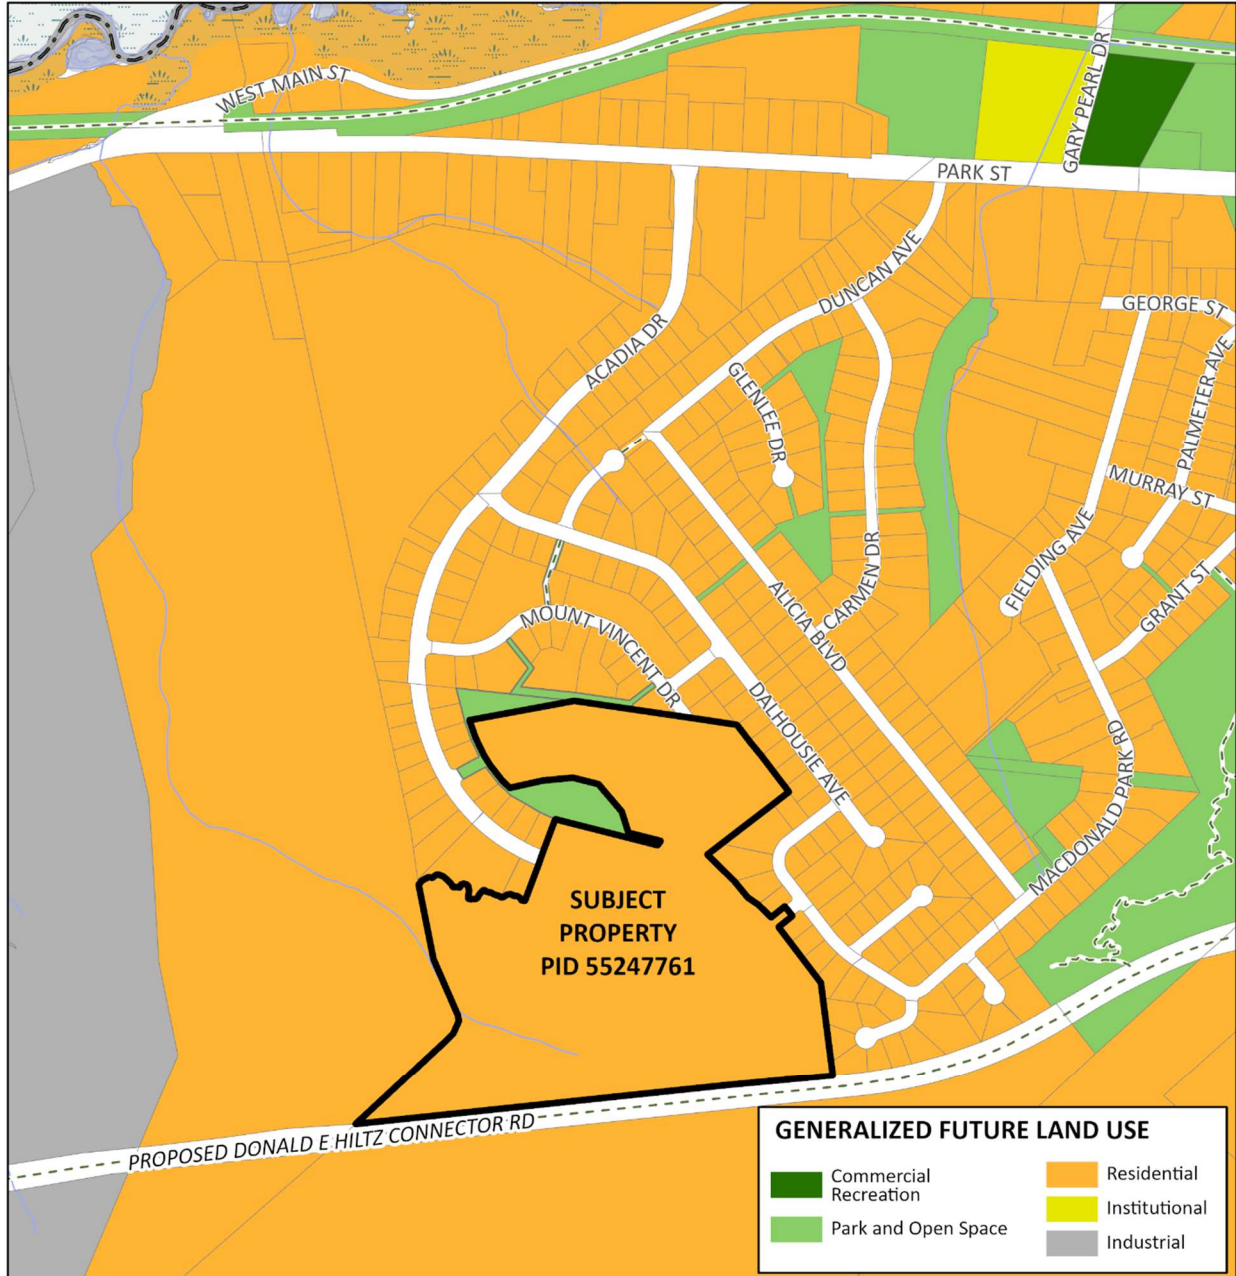 WEST MAIN ST
GARY PEARL DR
PARK ST
DUNCAN AVE
GEORGE ST
ACADIA DR
PALMETER AVE
GLENLEE DR
MURRAY ST
FIELDING AVE
CARMEN DR
GRANT ST
ALICIA BLVD
MOUNT VINCENT DR
DALHOUSIE AVE
MACDONALD PARK RD
SUBJECT
PROPERTY
PID 55247761
PROPOSED DONALD E HILTZ CONNECTOR RD
GENERALIZED FUTURE LAND USE
Commercial
Recreation
Park and Open Space
Residential
Institutional
Industrial